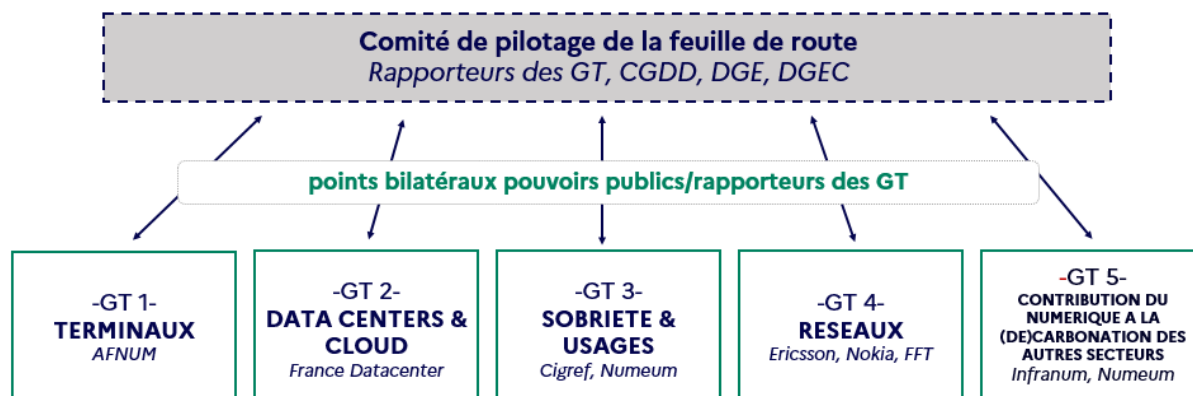 Comité de pilotage de la feuille de route
Rapporteurs des GT, CGDD, DGE, DGEC
points bilatéraux pouvoirs publics/rapporteurs des GT
-GT 1-
TERMINAUX
AFNUM
-GT 2-
DATA CENTERS &
CLOUD
France Datacenter
-GT 3-
SOBRIETE &
USAGES
Cigref, Numeum
-GT 4-
RESEAUX
Ericsson, Nokia, FFT
-GT 5-
CONTRIBUTION DU
NUMERIQUE A LA
(DE)CARBONATION DES
AUTRES SECTEURS
Infranum, Numeum